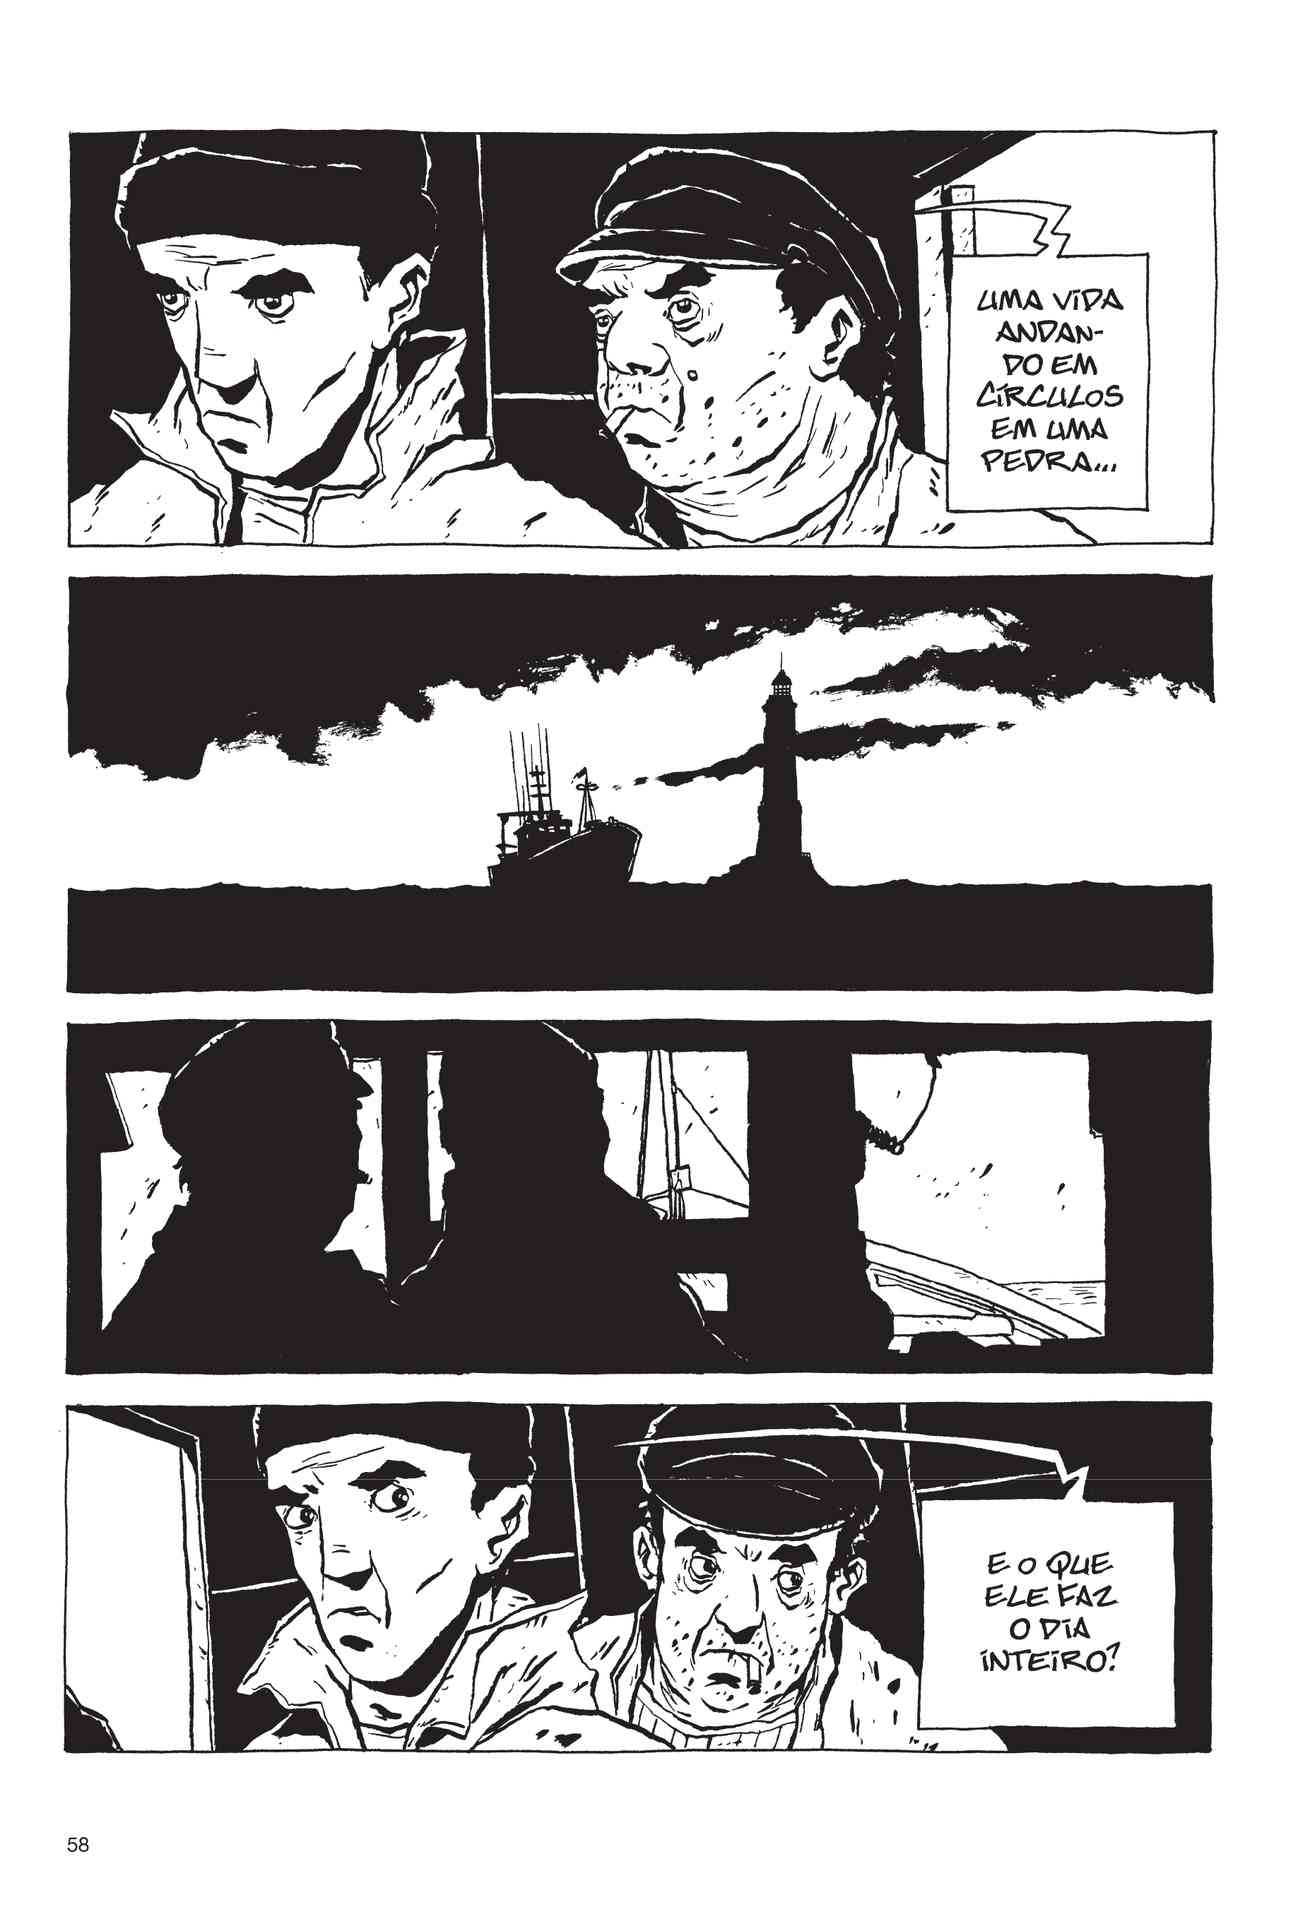 UMA VIDA
ANDAN-
DO EM
CÍRCULOS
EM UMA
PEDRA...
E O QUE
ELE FAZ
O DIA
INTEIRO?
58